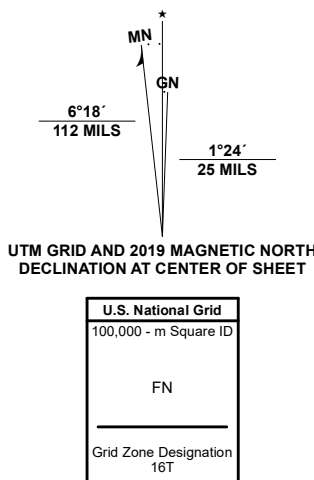 ★
MN
GN
6°18´
112 MILS
1°24´
25 MILS
UTM GRID AND 2019 MAGNETIC NORTH
DECLINATION AT CENTER OF SHEET
U.S. National Grid
100,000 - m Square ID
FN
Grid Zone Designation
16T